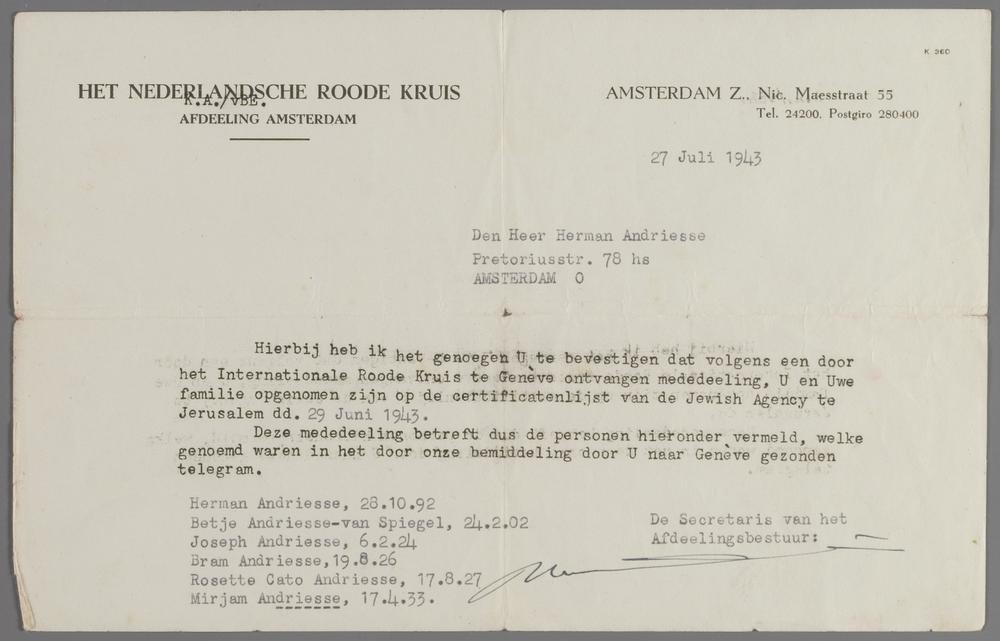 K 960
HET NEDERLANDSCHE ROODE KRUIS
K.A./VBE.
AFDEELING AMSTERDAM
AMSTERDAM Z., Nic. Maesstraat 55
Tel. 24200. Postgiro 280400
27 Juli 1943
Den Heer Herman Andriesse
Pretoriusstr. 78 hs
AMSTERDAM O
Hierbij heb ik het genoegen U te bevestigen dat volgens een door
het Internationale Roode Kruis te Genève ontvangen mededeeling, U en Uwe
familie opgenomen zijn op de certificatenlijst van de Jewish Agency te
Jerusalem dd. 29 Juni 1943.
Deze mededeeling betreft dus de personen hieronder vermeld, welke
genoemd waren in het door onze bemiddeling door U naar Genève gezonden
telegram.
Herman Andriesse, 28.10.92
Betje Andriesse-van Spiegel, 24.2.02
Joseph Andriesse, 6.2.24
Bram Andriesse,19.8.26
Rosette Cato Andriesse, 17.8.27
Mirjam Andriesse, 17.4.33.
De Secretaris van het
Afdeelingsbestuur: